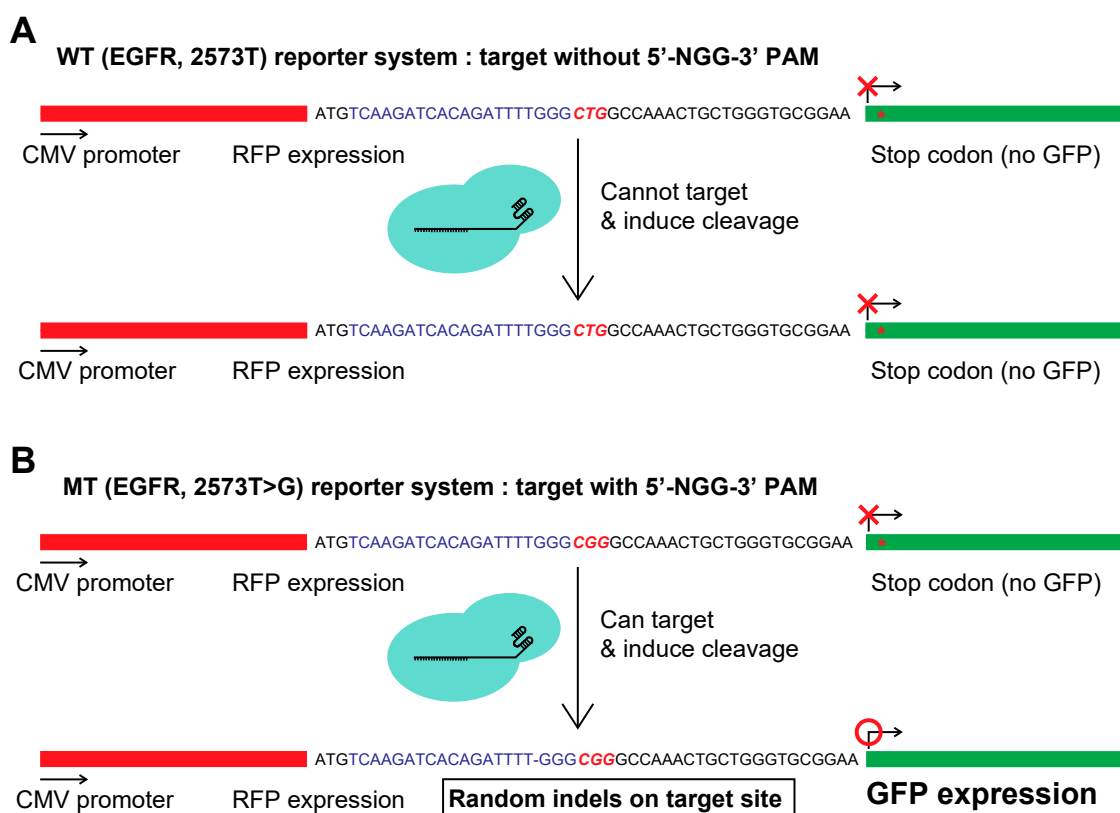 A
WT (EGFR, 2573T) reporter system : target without 5’-NGG-3’ PAM
ATGTCAAGATCACAGATTTTGGGCTGGCCAAACTGCTGGGTGCGGAA
*
CMV promoter RFP expression Stop codon (no GFP)
Cannot target
& induce cleavage
ATGTCAAGATCACAGATTTTGGGCTGGCCAAACTGCTGGGTGCGGAA
*
CMV promoter RFP expression Stop codon (no GFP)
B
MT (EGFR, 2573T>G) reporter system : target with 5’-NGG-3’ PAM
ATGTCAAGATCACAGATTTTGGGCGGGCCAAACTGCTGGGTGCGGAA
*
CMV promoter RFP expression Stop codon (no GFP)
Can target
& induce cleavage
ATGTCAAGATCACAGATTTT-GGGCGGGCCAAACTGCTGGGTGCGGAA
CMV promoter RFP expression Random indels on target site GFP expression